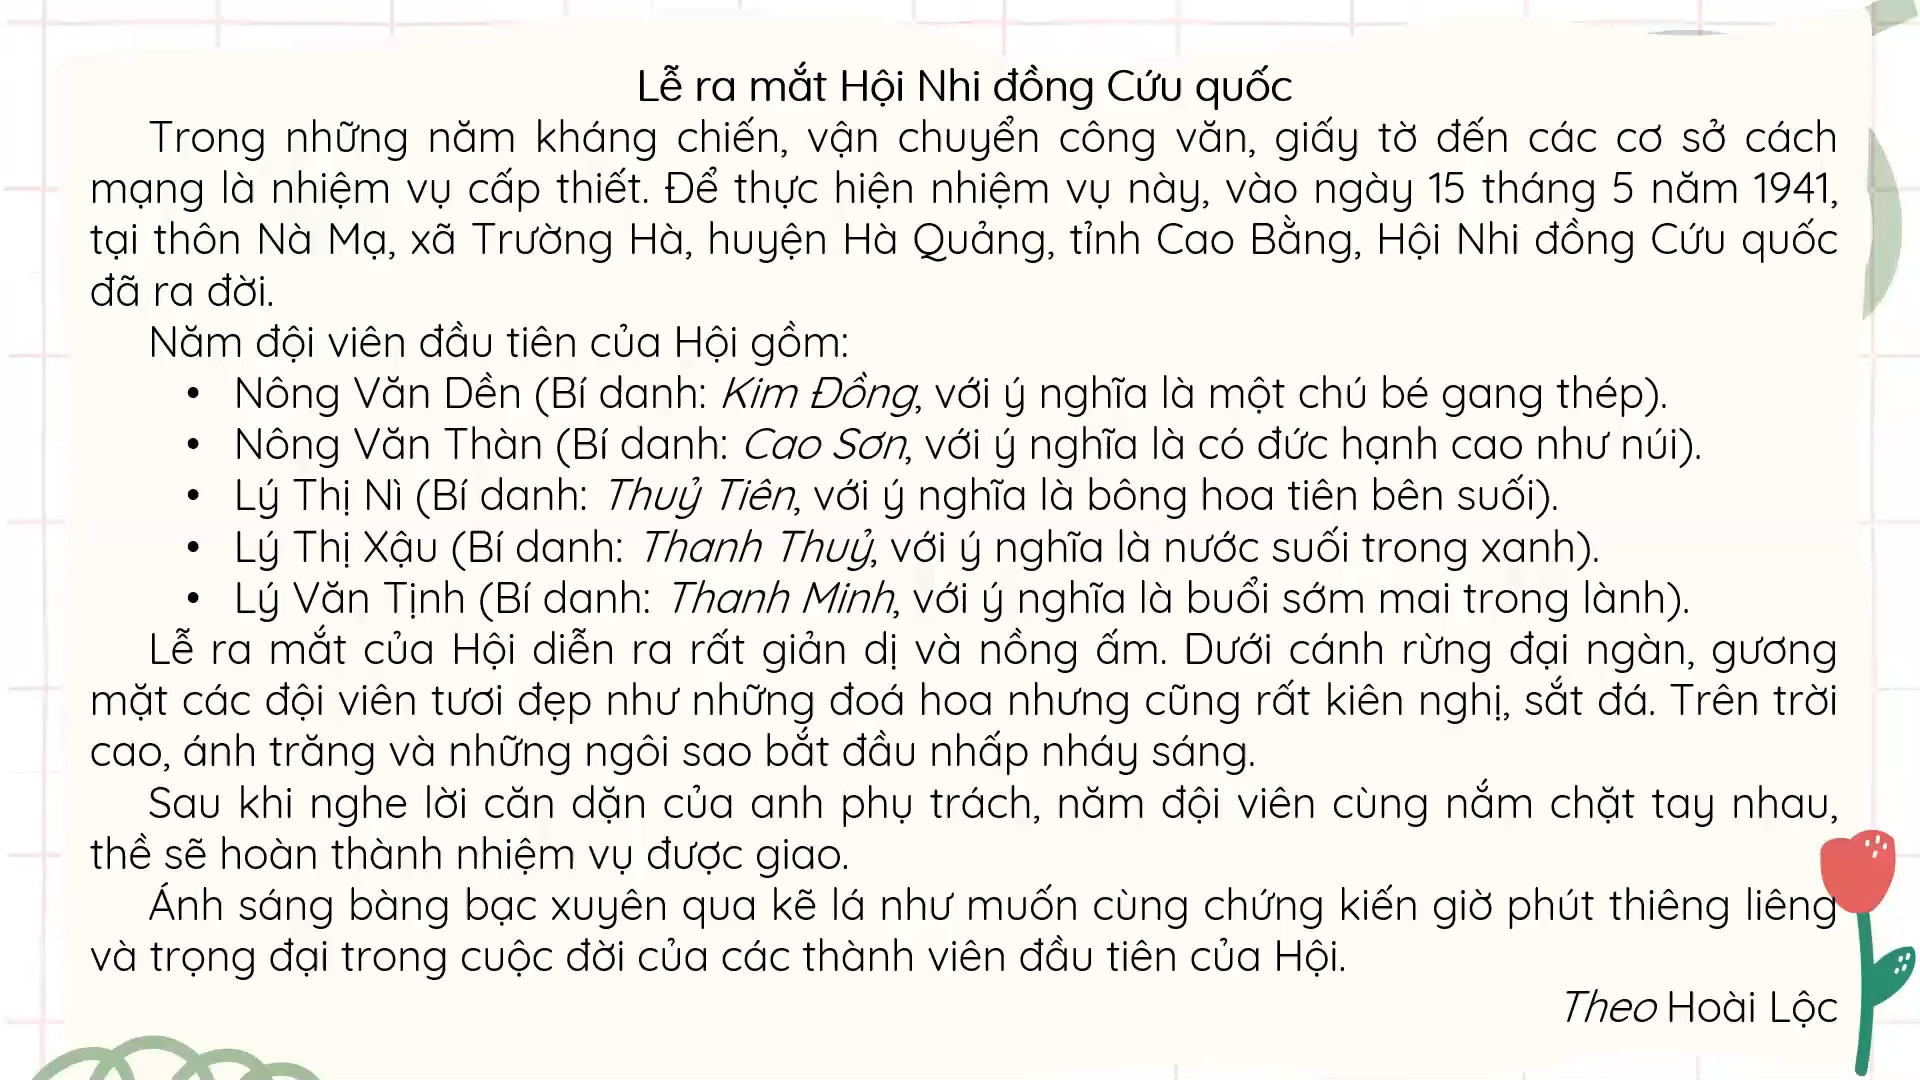 Lễ ra mắt Hội Nhi đồng Cứu quốc
Trong những năm kháng chiến, vận chuyển công văn, giấy tờ đến các cơ sở cách
mạng là nhiệm vụ cấp thiết. Để thực hiện nhiệm vụ này, vào ngày 15 tháng 5 năm 1941,
tại thôn Nà Mạ, xã Trường Hà, huyện Hà Quảng, tỉnh Cao Bằng, Hội Nhi đồng Cứu quốc
đã ra đời.
Năm đội viên đầu tiên của Hội gồm:
• Nông Văn Dền (Bí danh: Kim Đồng, với ý nghĩa là một chú bé gang thép).
• Nông Văn Thàn (Bí danh: Cao Sơn, với ý nghĩa là có đức hạnh cao như núi).
• Lý Thị Nì (Bí danh: Thuỷ Tiên, với ý nghĩa là bông hoa tiên bên suối).
• Lý Thị Xậu (Bí danh: Thanh Thuỷ, với ý nghĩa là nước suối trong xanh).
• Lý Văn Tịnh (Bí danh: Thanh Minh, với ý nghĩa là buổi sớm mai trong lành).
Lễ ra mắt của Hội diễn ra rất giản dị và nồng ấm. Dưới cánh rừng đại ngàn, gương
mặt các đội viên tươi đẹp như những đoá hoa nhưng cũng rất kiên nghị, sắt đá. Trên trời
cao, ánh trăng và những ngôi sao bắt đầu nhấp nháy sáng.
Sau khi nghe lời căn dặn của anh phụ trách, năm đội viên cùng nắm chặt tay nhau,
thề sẽ hoàn thành nhiệm vụ được giao.
Ánh sáng bàng bạc xuyên qua kẽ lá như muốn cùng chứng kiến giờ phút thiêng liêng
và trọng đại trong cuộc đời của các thành viên đầu tiên của Hội.
Theo Hoài Lộc